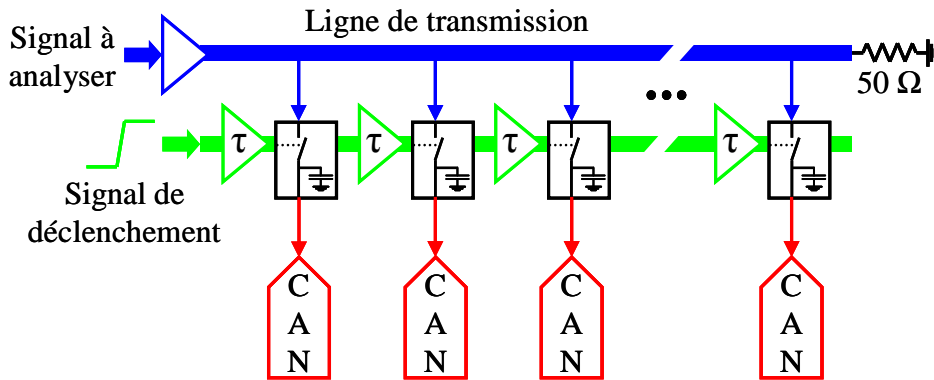 Ligne de transmission
Signal à
analyser
50 Ω
τ τ τ τ
Signal de
déclenchement
C C C C
A A A A
N N N N